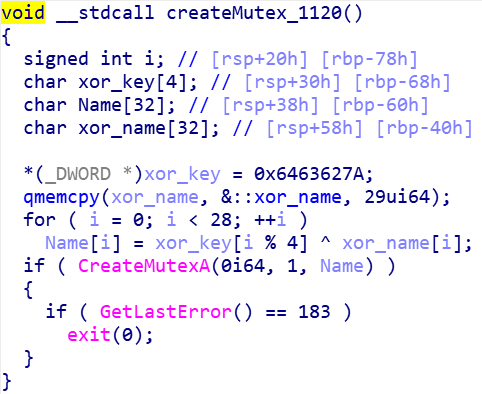 void __stdcall createMutex_1120()
{
  signed int i; // [rsp+20h] [rbp-78h]
  char xor_key[4]; // [rsp+30h] [rbp-68h]
  char Name[32]; // [rsp+38h] [rbp-60h]
  char xor_name[32]; // [rsp+58h] [rbp-40h]

  *(_DWORD *)xor_key = 0x6463627A;
  qmemcpy(xor_name, &::xor_name, 29ui64);
  for ( i = 0; i < 28; ++i )
    Name[i] = xor_key[i % 4] ^ xor_name[i];
  if ( CreateMutexA(0i64, 1, Name) )
  {
    if ( GetLastError() == 183 )
      exit(0);
  }
}